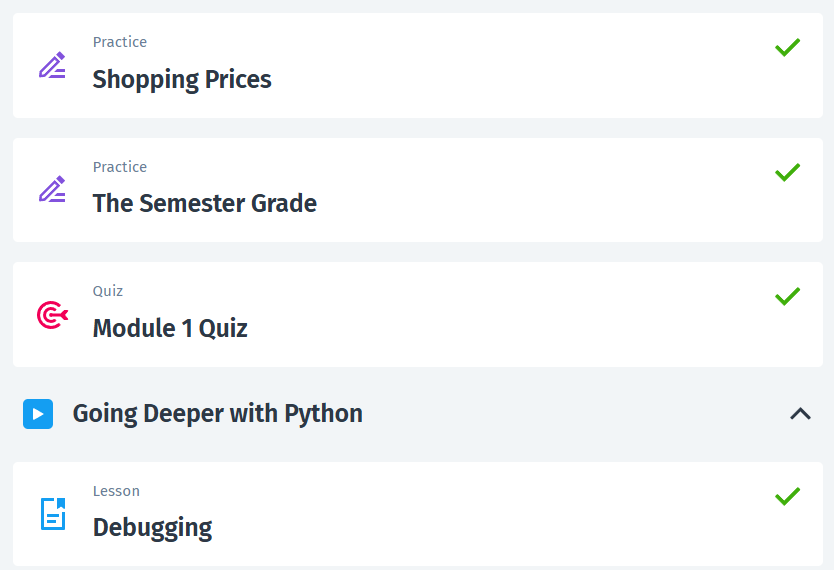 Practice
Shopping Prices
Practice
The Semester Grade
Quiz
Module 1 Quiz
Going Deeper with Python
Lesson
Debugging